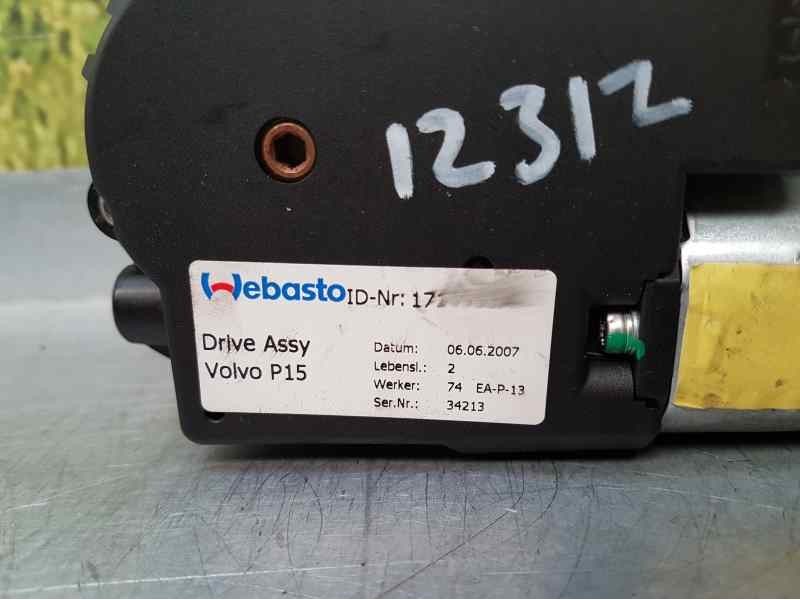 12312
Webasto ID-Nr:
Drive Assy
Volvo P15
Datum: 06.06.2007
Lebensl.: 2
Werker: 74 EA-P-13
Ser.Nr.: 34213